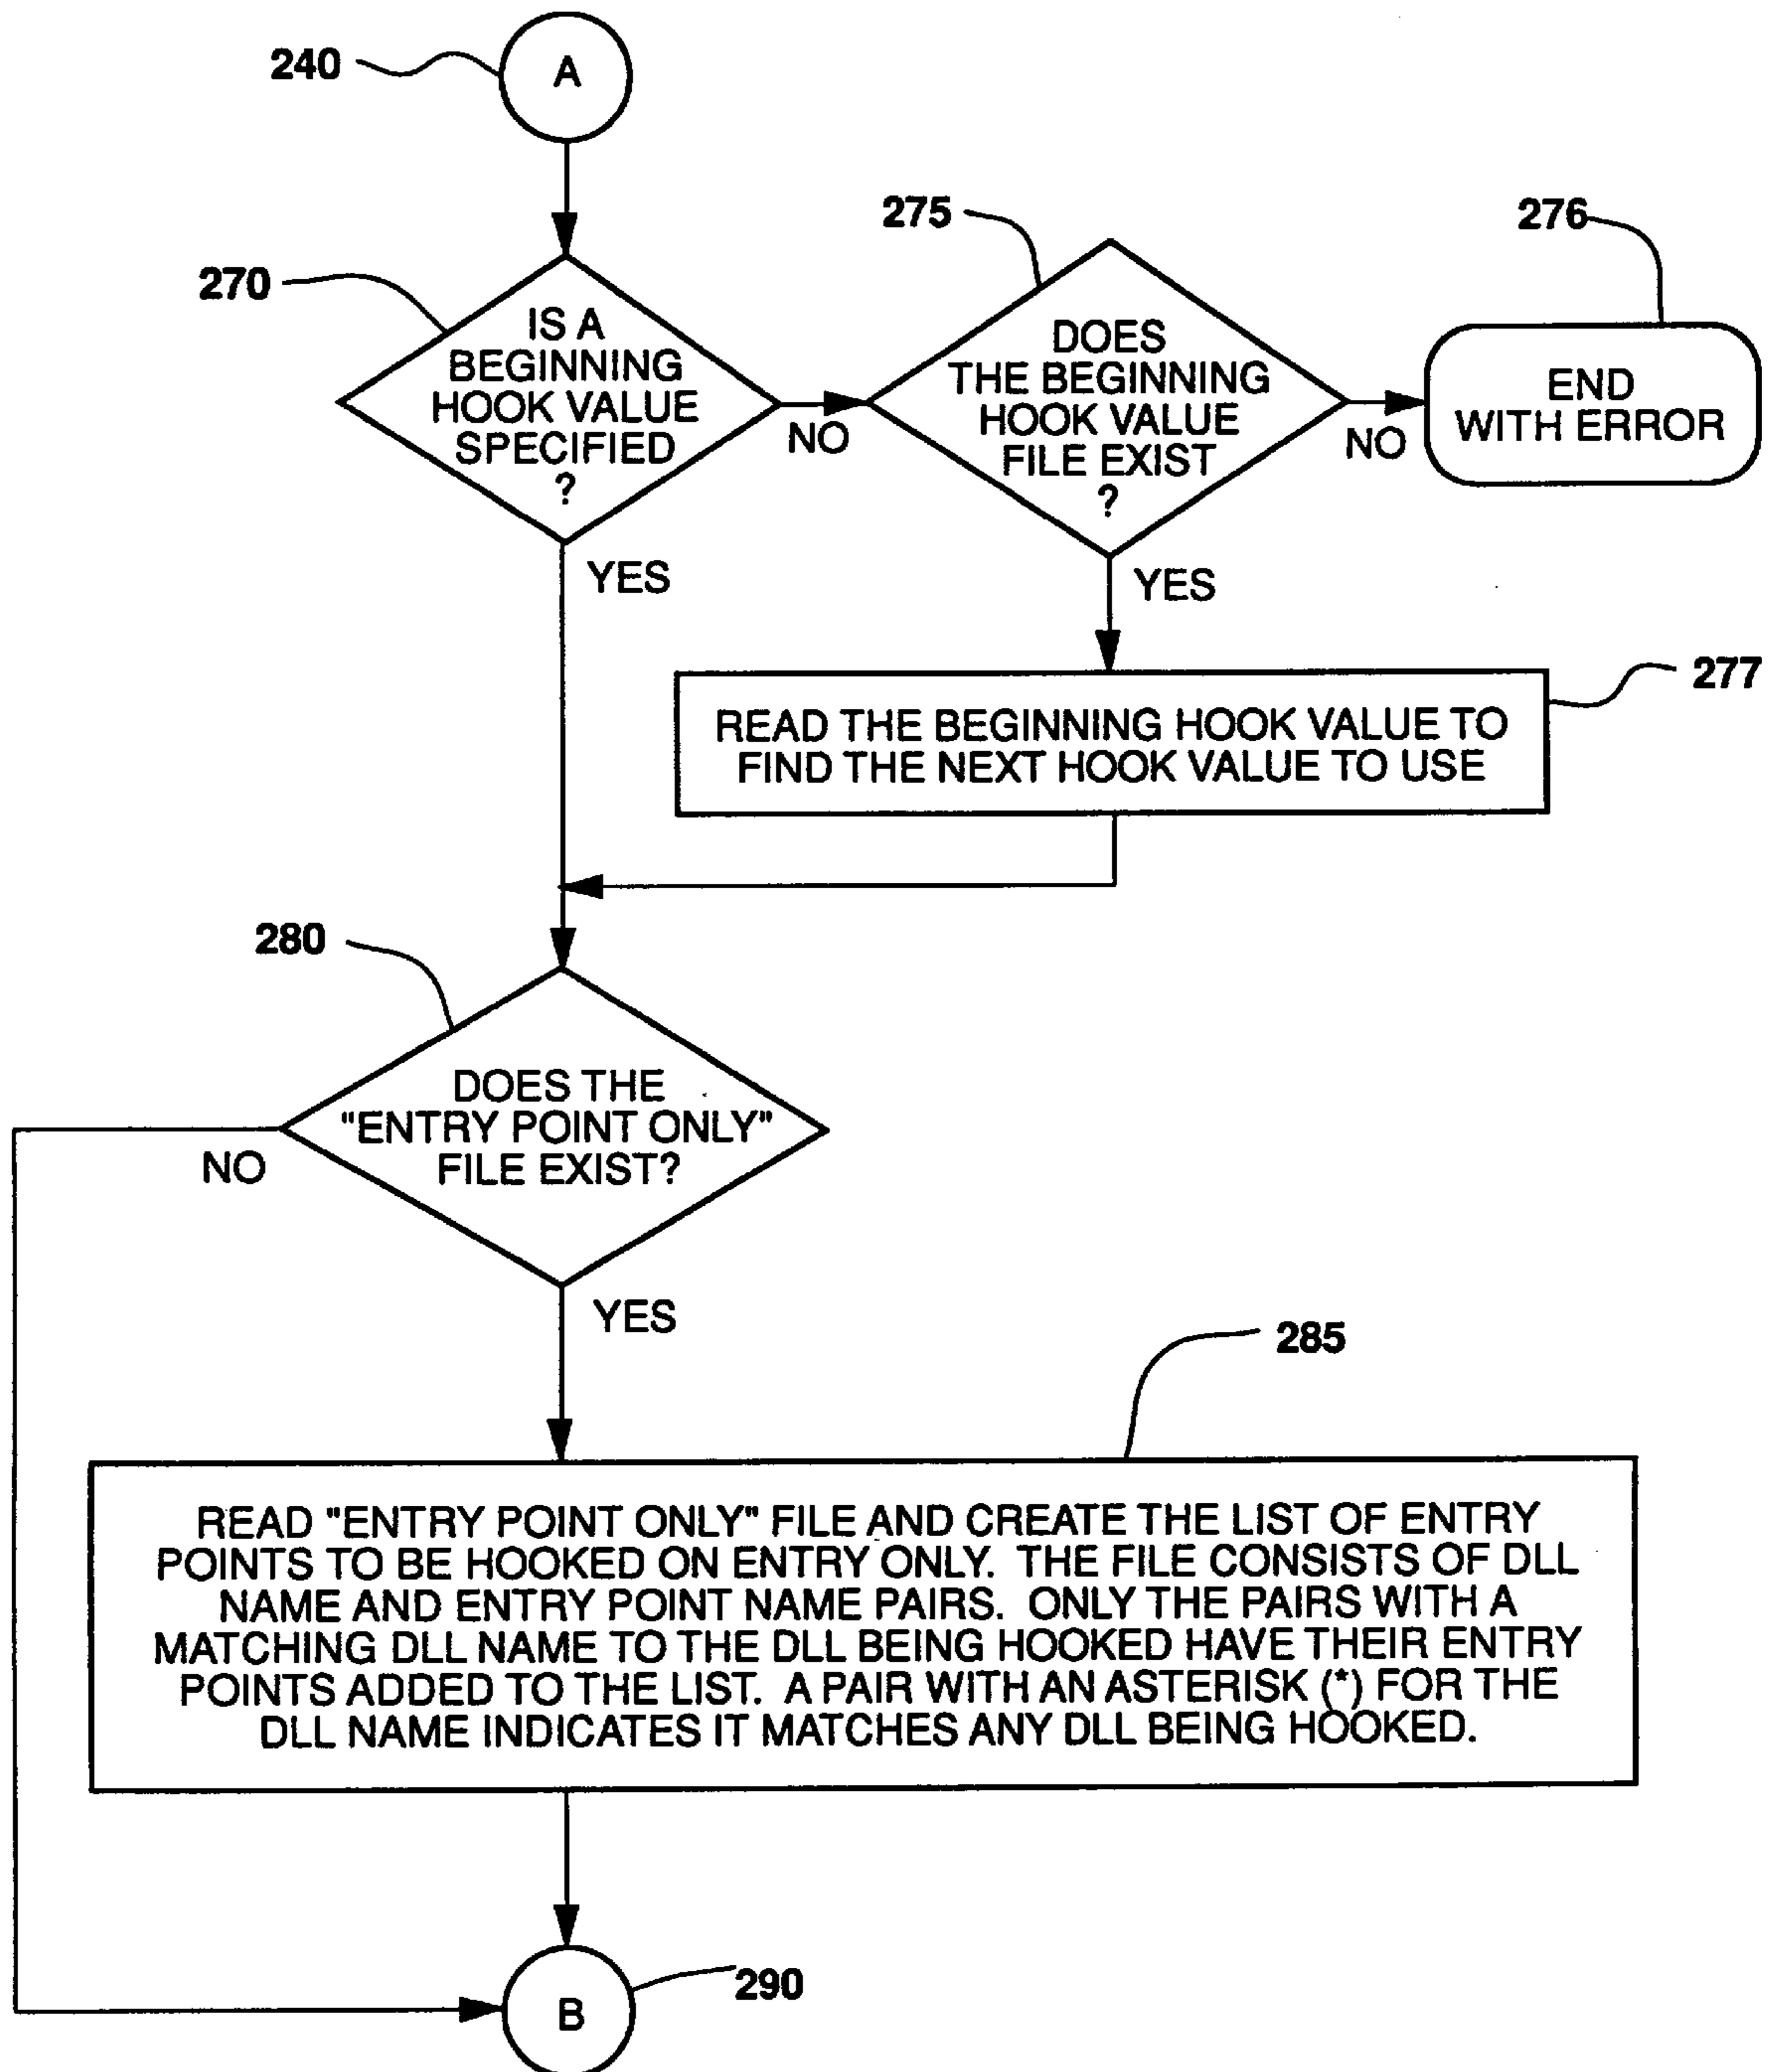 240
A
275
276
270
IS A
BEGINNING
HOOK VALUE
SPECIFIED
?
NO
DOES
THE BEGINNING
HOOK VALUE
FILE EXIST
?
NO
END
WITH ERROR
YES
YES
277
READ THE BEGINNING HOOK VALUE TO
FIND THE NEXT HOOK VALUE TO USE
280
DOES THE
"ENTRY POINT ONLY"
FILE EXIST?
NO
YES
285
READ "ENTRY POINT ONLY" FILE AND CREATE THE LIST OF ENTRY
POINTS TO BE HOOKED ON ENTRY ONLY. THE FILE CONSISTS OF DLL
NAME AND ENTRY POINT NAME PAIRS. ONLY THE PAIRS WITH A
MATCHING DLL NAME TO THE DLL BEING HOOKED HAVE THEIR ENTRY
POINTS ADDED TO THE LIST. A PAIR WITH AN ASTERISK (*) FOR THE
DLL NAME INDICATES IT MATCHES ANY DLL BEING HOOKED.
290
B